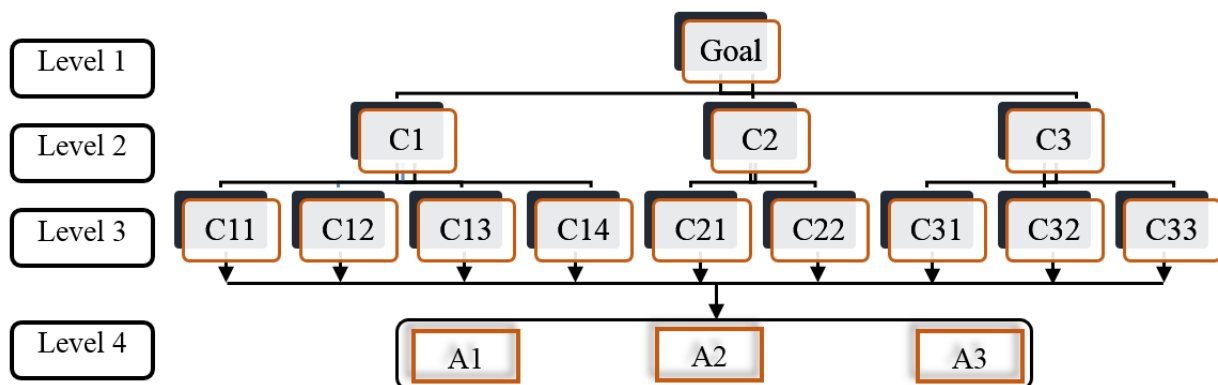 Level 1
Goal
Level 2
C1
C2
C3
Level 3
C11
C12
C13
C14
C21
C22
C31
C32
C33
Level 4
A1
A2
A3